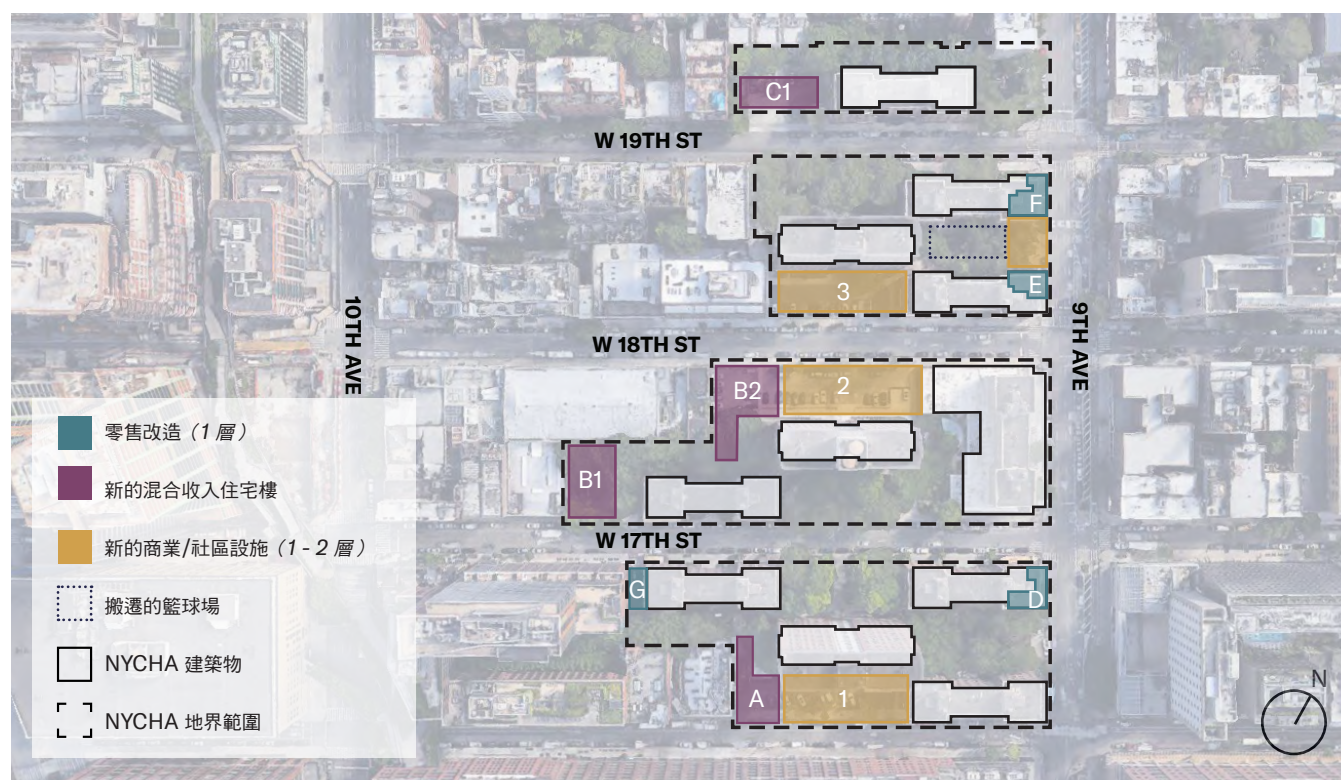 C1
W 19TH ST
F
E
3
10TH AVE
9TH AVE
W 18TH ST
B2
2
B1
W 17TH ST
G
D
A
1
零售改造（1 層）
新的混合收入住宅樓
新的商業/社區設施（1 - 2 層）
搬遷的籃球場
NYCHA 建築物
NYCHA 地界範圍
N